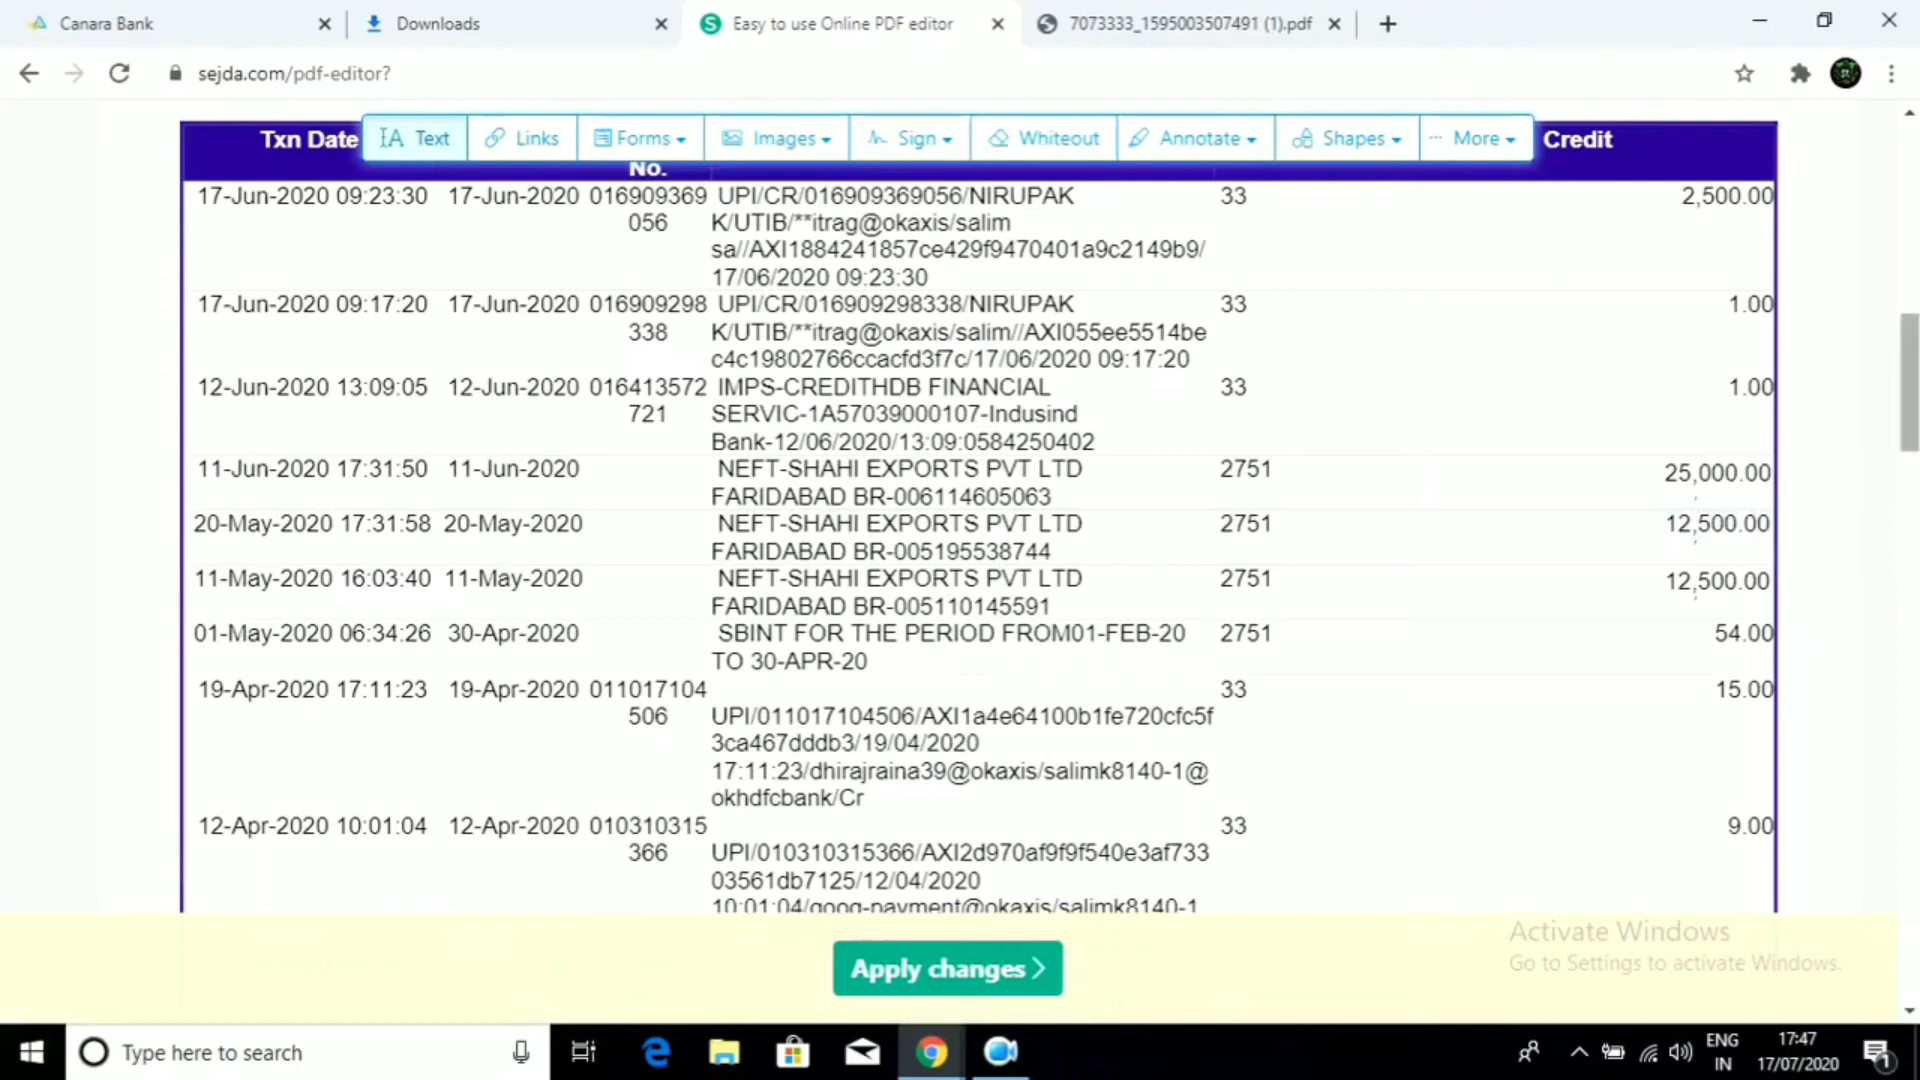 Canara Bank
Downloads
Easy to use Online PDF editor
7073333_1595003507491 (1).pdf
sejda.com/pdf-editor?
Txn Date
Text
Links
Forms
Images
Sign
Whiteout
Annotate
Shapes
More
Credit
No.
17-Jun-2020 09:23:30 17-Jun-2020 016909369 UPI/CR/016909369056/NIRUPAK 33 2,500.00
056 K/UTIB/**itrag@okaxis/salim
sa//AXI1884241857ce429f9470401a9c2149b9/
17/06/2020 09:23:30
17-Jun-2020 09:17:20 17-Jun-2020 016909298 UPI/CR/016909298338/NIRUPAK 33 1.00
338 K/UTIB/**itrag@okaxis/salim//AXI055ee5514be
c4c19802766ccacfd3f7c/17/06/2020 09:17:20
12-Jun-2020 13:09:05 12-Jun-2020 016413572 IMPS-CREDITHDB FINANCIAL 33 1.00
721 SERVIC-1A57039000107-Indusind
Bank-12/06/2020/13:09:0584250402
11-Jun-2020 17:31:50 11-Jun-2020 NEFT-SHAHI EXPORTS PVT LTD 2751 25,000.00
FARIDABAD BR-006114605063
20-May-2020 17:31:58 20-May-2020 NEFT-SHAHI EXPORTS PVT LTD 2751 12,500.00
FARIDABAD BR-005195538744
11-May-2020 16:03:40 11-May-2020 NEFT-SHAHI EXPORTS PVT LTD 2751 12,500.00
FARIDABAD BR-005110145591
01-May-2020 06:34:26 30-Apr-2020 SBINT FOR THE PERIOD FROM01-FEB-20 2751 54.00
TO 30-APR-20
19-Apr-2020 17:11:23 19-Apr-2020 011017104 33 15.00
506 UPI/011017104506/AXI1a4e64100b1fe720cfc5f
3ca467dddb3/19/04/2020
17:11:23/dhirajraina39@okaxis/salimk8140-1@
okhdfcbank/Cr
12-Apr-2020 10:01:04 12-Apr-2020 010310315 33 9.00
366 UPI/010310315366/AXI2d970af9f9f540e3af733
03561db7125/12/04/2020
10:01:04/goog-payment@okaxis/salimk8140-1
Apply changes
Activate Windows
Go to Settings to activate Windows.
Type here to search
ENG
IN
17:47
17/07/2020
1